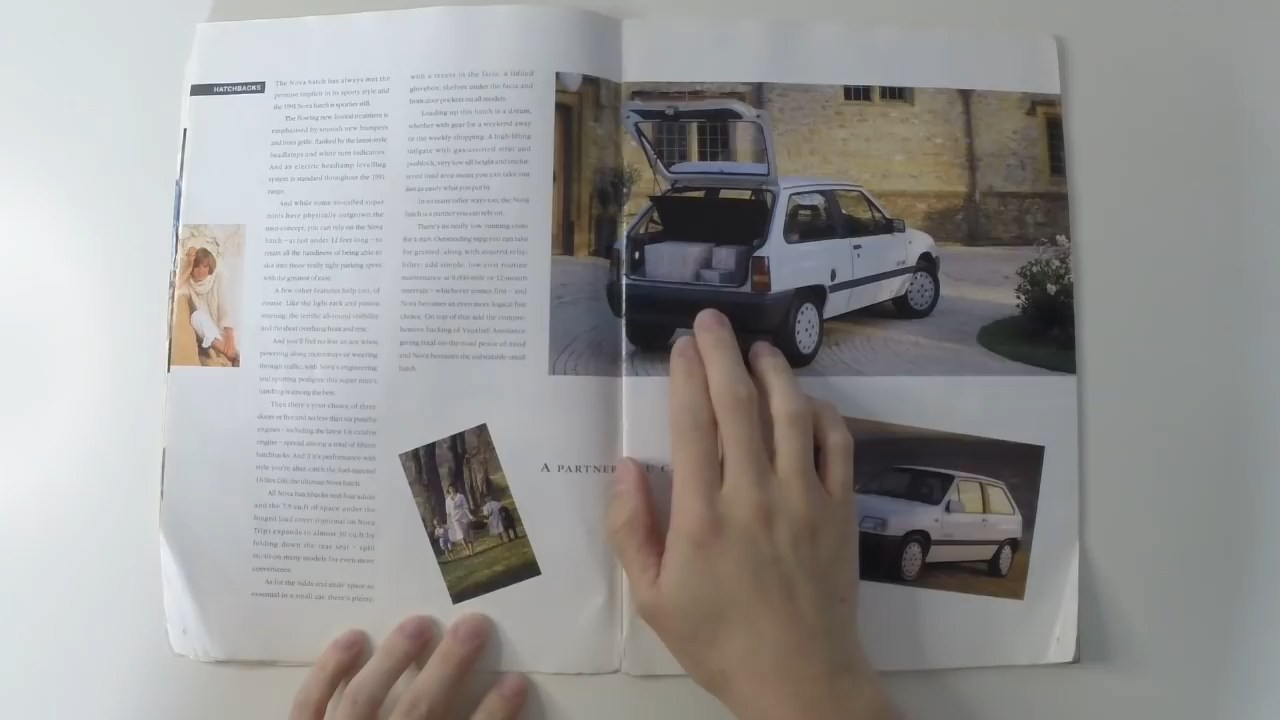 HATCHBACKS
The Nova hatch has always met the
promise implicit in its sporty style and
the 1991 Nova hatch is sportier still.
The flowing new frontal treatment is
emphasised by smooth new bumpers
and front grille, flanked by the latest-style
headlamps and white turn indicators.
And an electric headlamp levelling
system is standard throughout the 1991
range.
And while some so-called super
minis have physically outgrown the
mini-concept, you can rely on the Nova
hatch – at just under 12 feet long – to
retain all the handiness of being able to
slot into those really tight parking spots
with the greatest of ease.
A few other features help too, of
course. Like the light rack and pinion
steering, the terrific all-round visibility
and the short overhang front and rear.
And you'll feel no less an ace when
powering along motorways or weaving
through traffic, with Nova's engineering
and sporting pedigree this super mini's
handling is among the best.
Then there's your choice of three
doors or five and no less than six punchy
engines – including the latest 1.4i catalyst
engine – spread among a total of fifteen
hatchbacks. And if it's performance with
style you're after, catch the fuel-injected
1.6 litre GSi, the ultimate Nova hatch.
All Nova hatchbacks seat four adults
and the 7.9 cu.ft of space under the
hinged load cover (optional on Nova
Trip) expands to almost 30 cu.ft by
folding down the rear seat – split
60/40 on many models for even more
convenience.
As for the 'odds and ends' space so
essential in a small car, there's plenty,
with a recess in the facia, a lidded
glovebox, shelves under the facia and
front door pockets on all models.
Loading up this hatch is a dream,
whether with gear for a weekend away
or the weekly shopping. A high-lifting
tailgate with gas-assisted strut and
pushlock, very low sill height and unclut-
tered load area mean you can take out
just as easily what you put by.
In so many other ways too, the Nova
hatch is a partner you can rely on.
There's its really low running costs
for a start. Outstanding mpg you can take
for granted; along with assured relia-
bility; add simple, low-cost routine
maintenance at 9,000-mile or 12-month
intervals – whichever comes first – and
Nova becomes an even more logical first
choice. On top of that add the compre-
hensive backing of Vauxhall Assistance
giving total on-the-road peace of mind
and Nova becomes the unbeatable small
hatch.
A PARTNER